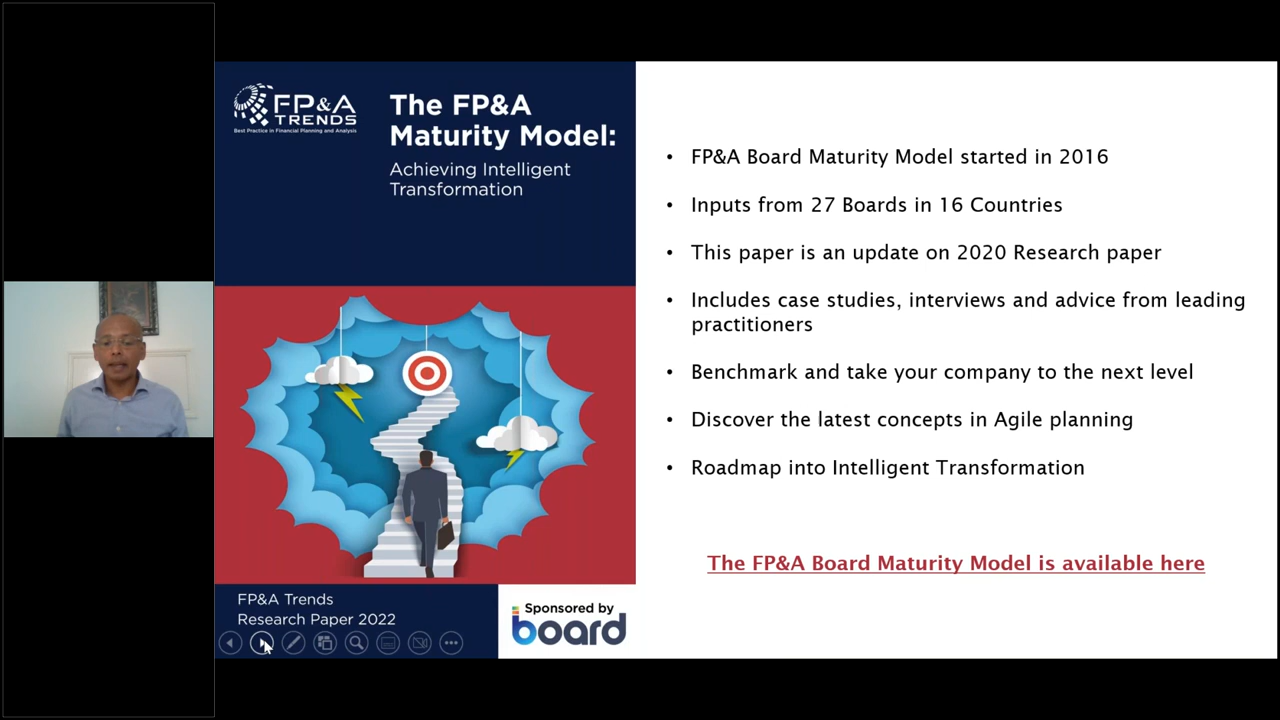 FP&A
TRENDS
Best Practice in Financial Planning and Analysis
The FP&A
Maturity Model:
Achieving Intelligent
Transformation
FP&A Trends
Research Paper 2022
Sponsored by
board
• FP&A Board Maturity Model started in 2016
• Inputs from 27 Boards in 16 Countries
• This paper is an update on 2020 Research paper
• Includes case studies, interviews and advice from leading
practitioners
• Benchmark and take your company to the next level
• Discover the latest concepts in Agile planning
• Roadmap into Intelligent Transformation
The FP&A Board Maturity Model is available here